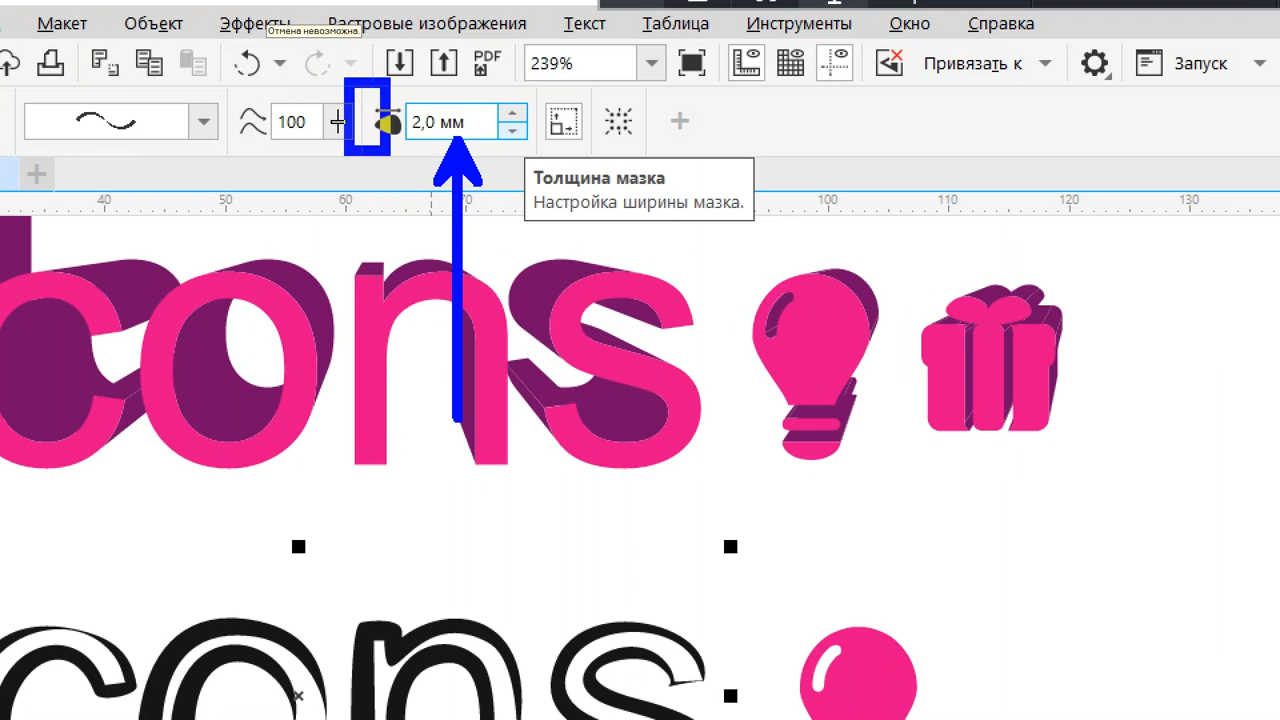 Макет Объект Эффекты Растровые изображения Текст Таблица Инструменты Окно Справка
Отмена невозможна.
PDF 239% Привязать к Запуск
100 2,0 мм
Толщина мазка
Настройка ширины мазка.
40 50 60 70 100 110 120 130
cons
cons